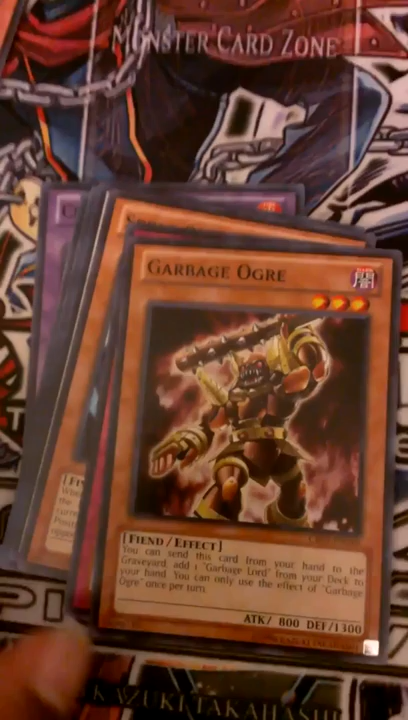 MONSTER CARD ZONE
GARBAGE OGRE
[FIEND / EFFECT]
You can send this card from your hand to the
Graveyard; add 1 "Garbage Lord" from your Deck to
your hand. You can only use the effect of "Garbage
Ogre" once per turn.
ATK/ 800 DEF/1300
KAZUKI TAKAHASHI